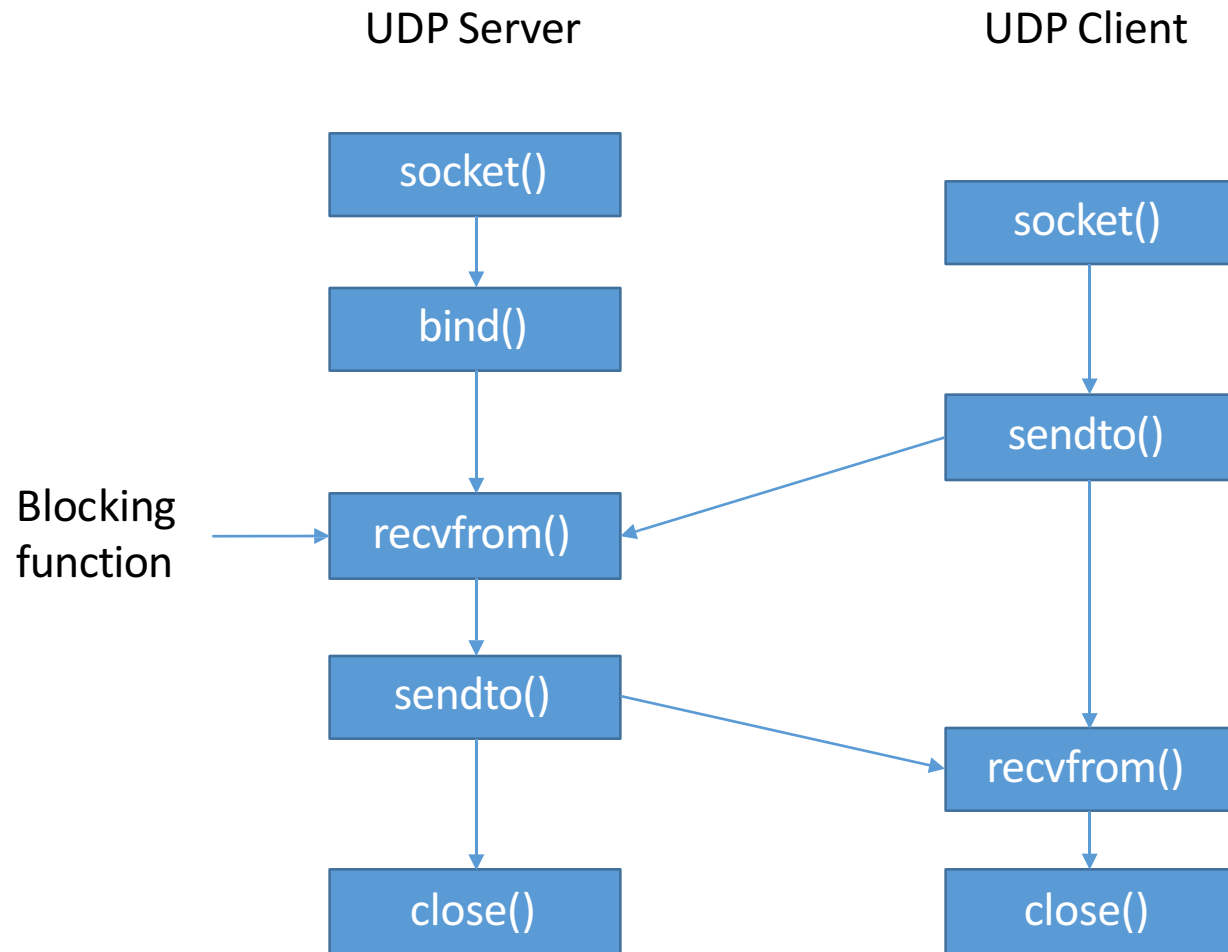 UDP Server
UDP Client
socket()
socket()
bind()
sendto()
Blocking
function
recvfrom()
sendto()
recvfrom()
close()
close()